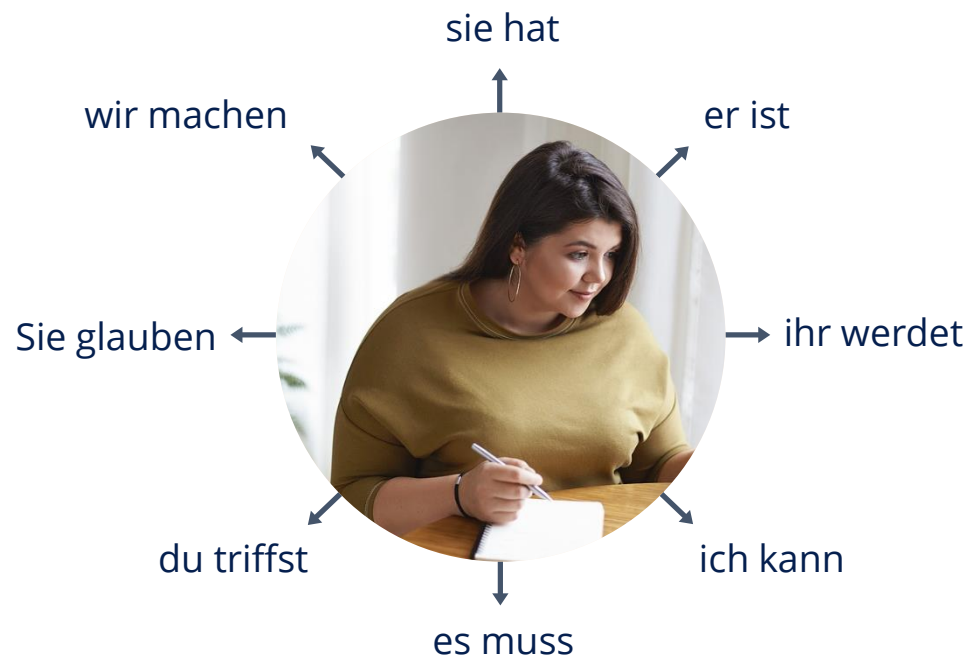 sie hat
wir machen
er ist
Sie glauben
ihr werdet
du triffst
ich kann
es muss